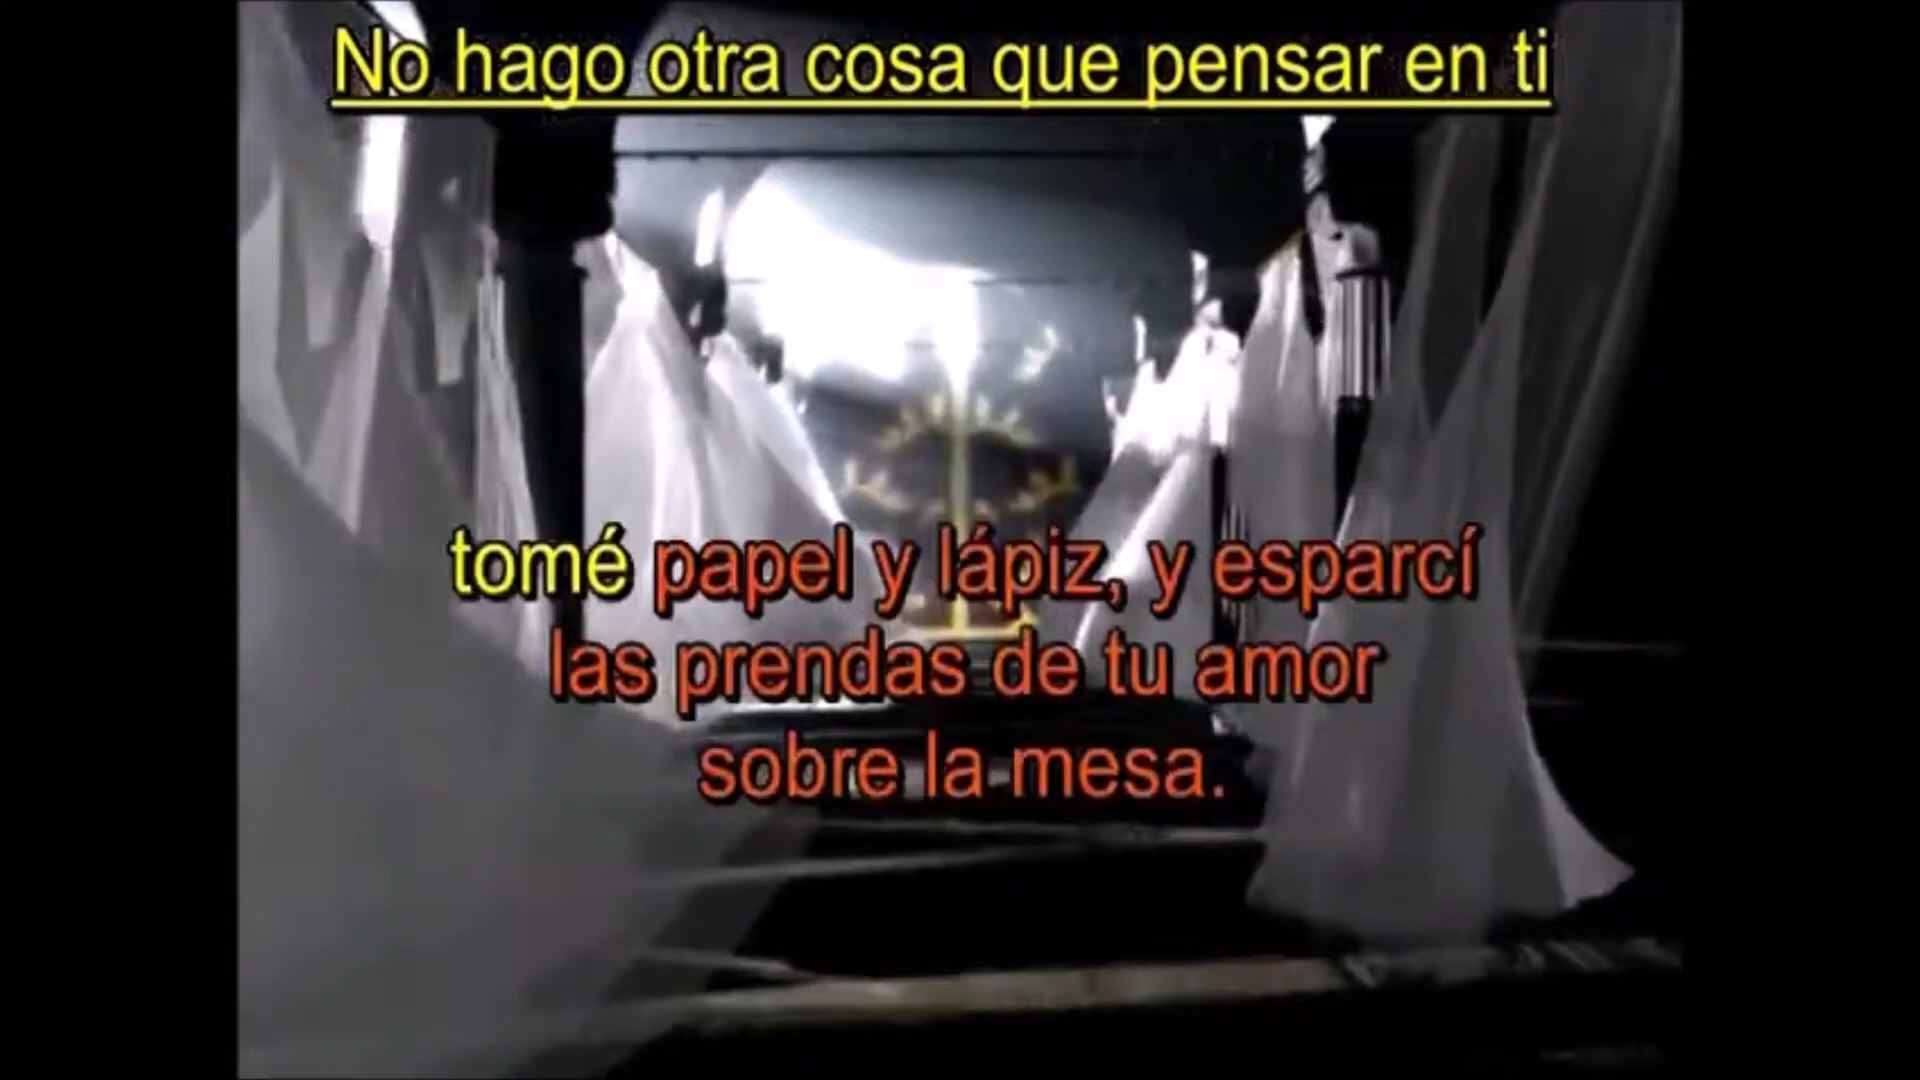 No hago otra cosa que pensar en ti
tomé papel y lápiz, y esparcí
las prendas de tu amor
sobre la mesa.